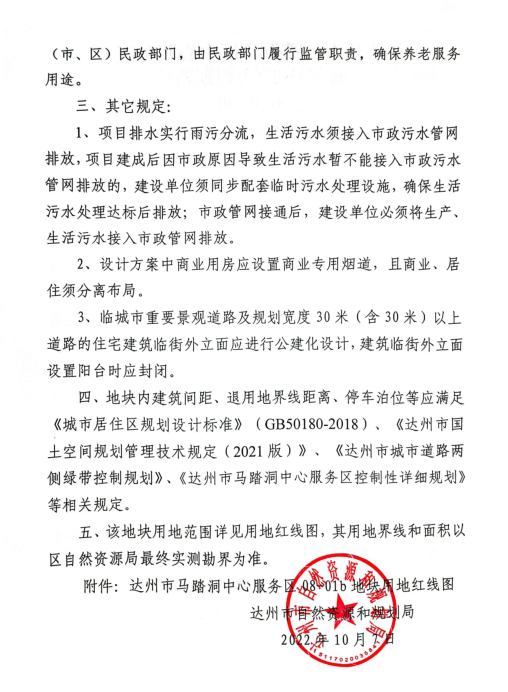 （市、区）民政部门，由民政部门履行监管职责，确保养老服务
用途。
三、其它规定：
1、项目排水实行雨污分流，生活污水须接入市政污水管网
排放，项目建成后因市政原因导致生活污水暂不能接入市政污水
管网排放的，建设单位须同步配套临时污水处理设施，确保生活
污水处理达标后排放；市政管网接通后，建设单位必须将生产、
生活污水接入市政管网排放。
2、设计方案中商业用房应设置商业专用烟道，且商业、居
住须分离布局。
3、临城市重要景观道路及规划宽度 30 米（含 30 米）以上
道路的住宅建筑临街外立面应进行公建化设计，建筑临街外立面
设置阳台时应封闭。
四、地块内建筑间距、退用地界线距离、停车泊位等应满足
《城市居住区规划设计标准》（GB50180-2018）、《达州市国
土空间规划管理技术规定（2021 版）》、《达州市城市道路两
侧绿带控制规划》、《达州市马踏洞中心服务区控制性详细规划》
等相关规定。
五、该地块用地范围详见用地红线图，其用地界线和面积以
区自然资源局最终实测勘界为准。
附件：达州市马踏洞中心服务区 08-01b 地块用地红线图
达州市自然资源和规划局
2022 年 10 月 7 日
达州市自然资源和规划局